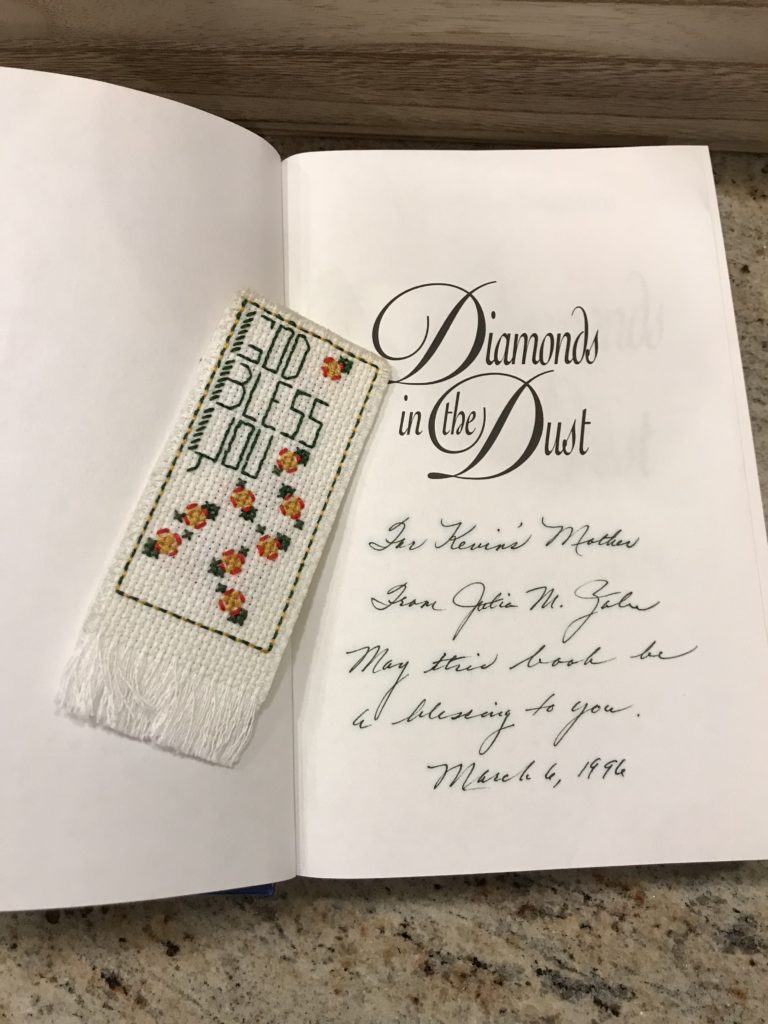 GOD
BLESS
YOU
Diamonds
in the Dust
For Kevin's Mother
From Julia M.
May this book be
a blessing to you.
March 6, 1996